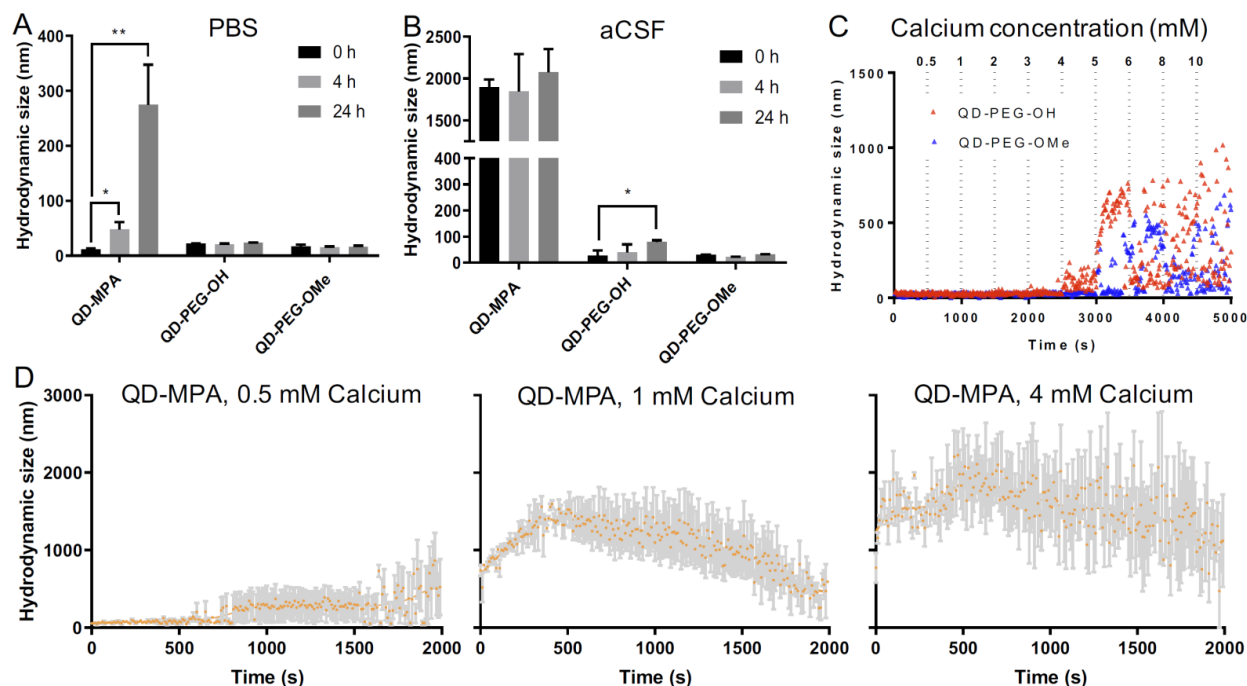 A
PBS
Hydrodynamic size (nm)
400
300
200
100
0
**
*
0 h
4 h
24 h
QD-MPA
QD-PEG-OH
QD-PEG-OMe
B
aCSF
Hydrodynamic size (nm)
2500
2000
1500
400
300
200
100
0
*
0 h
4 h
24 h
QD-MPA
QD-PEG-OH
QD-PEG-OMe
C
Calcium concentration (mM)
0.5 1 2 3 4 5 6 8 10
Hydrodynamic size (nm)
1500
1000
500
0
QD-PEG-OH
QD-PEG-OMe
0 1000 2000 3000 4000 5000
Time (s)
D
QD-MPA, 0.5 mM Calcium
Hydrodynamic size (nm)
3000
2000
1000
0
0 500 1000 1500 2000
Time (s)
QD-MPA, 1 mM Calcium
0 500 1000 1500 2000
Time (s)
QD-MPA, 4 mM Calcium
0 500 1000 1500 2000
Time (s)